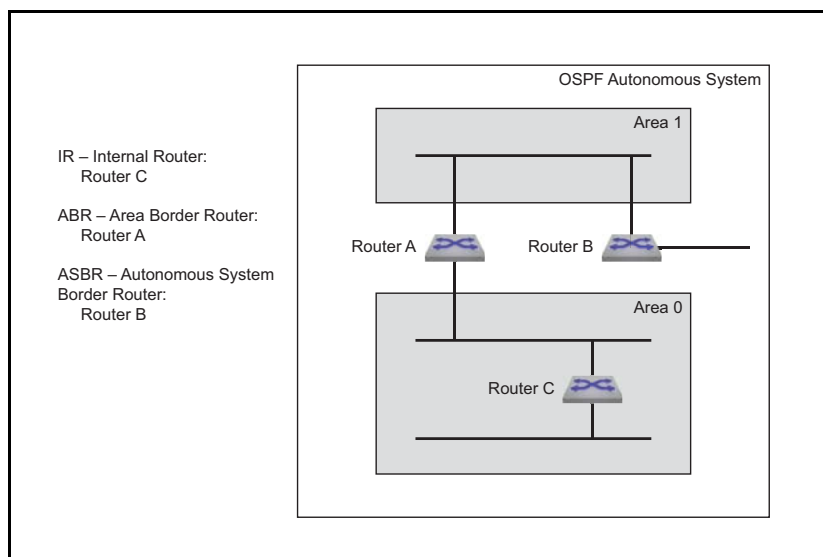 OSPF Autonomous System
Area 1
IR – Internal Router:
Router C
ABR – Area Border Router:
Router A
ASBR – Autonomous System
Border Router:
Router B
Router A
Router B
Area 0
Router C